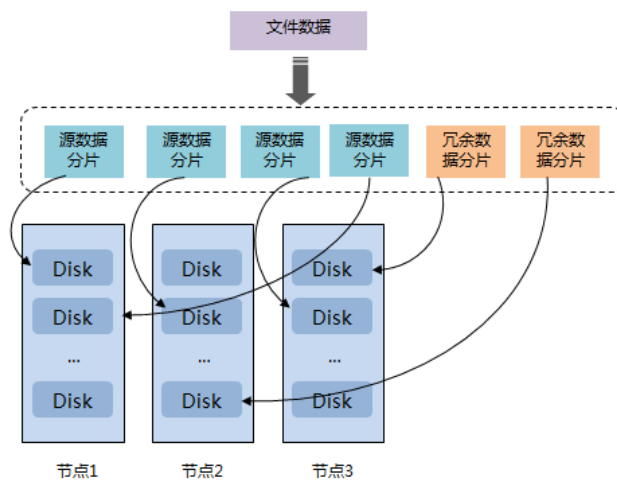 文件数据
源数据
分片
源数据
分片
源数据
分片
源数据
分片
冗余数
据分片
冗余数
据分片
Disk
Disk
Disk
Disk
Disk
Disk
...
...
...
Disk
Disk
Disk
节点1
节点2
节点3